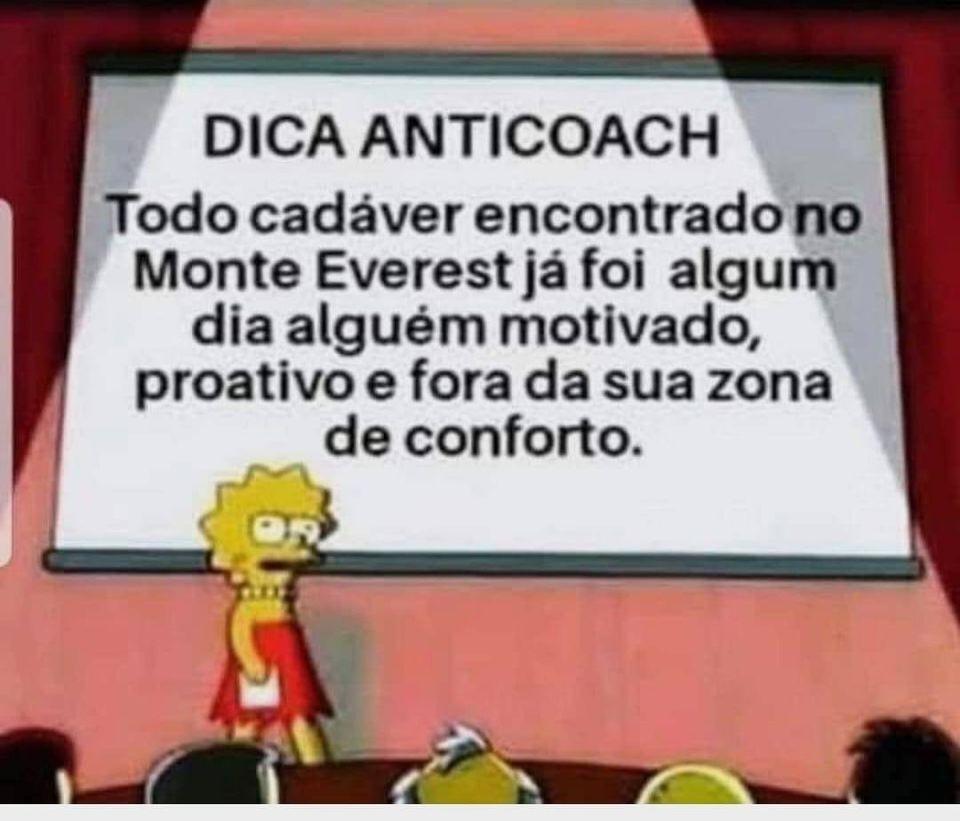 DICA ANTICOACH
Todo cadáver encontrado no
Monte Everest já foi algum
dia alguém motivado,
proativo e fora da sua zona
de conforto.